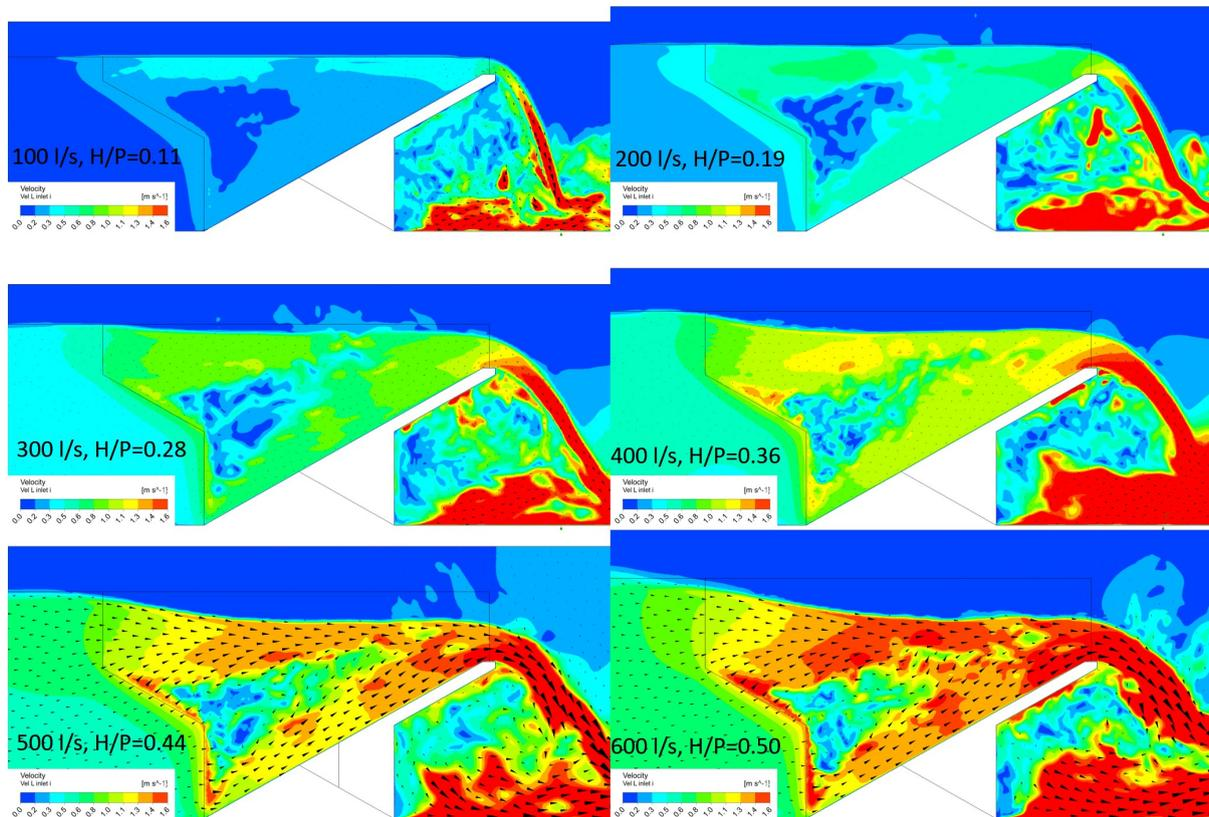 100 l/s, H/P=0.11
Velocity
Vel L inlet i
[m s^-1]
0.0 0.2 0.3 0.5 0.6 0.8 1.0 1.1 1.3 1.4 1.6
200 l/s, H/P=0.19
Velocity
Vel L inlet i
[m s^-1]
0.0 0.2 0.3 0.5 0.6 0.8 1.0 1.1 1.3 1.4 1.6
300 l/s, H/P=0.28
Velocity
Vel L inlet i
[m s^-1]
0.0 0.2 0.3 0.5 0.6 0.8 1.0 1.1 1.3 1.4 1.6
400 l/s, H/P=0.36
Velocity
Vel L inlet i
[m s^-1]
0.0 0.2 0.3 0.5 0.6 0.8 1.0 1.1 1.3 1.4 1.6
500 l/s, H/P=0.44
Velocity
Vel L inlet i
[m s^-1]
0.0 0.2 0.3 0.5 0.6 0.8 1.0 1.1 1.3 1.4 1.6
600 l/s, H/P=0.50
Velocity
Vel L inlet i
[m s^-1]
0.0 0.2 0.3 0.5 0.6 0.8 1.0 1.1 1.3 1.4 1.6